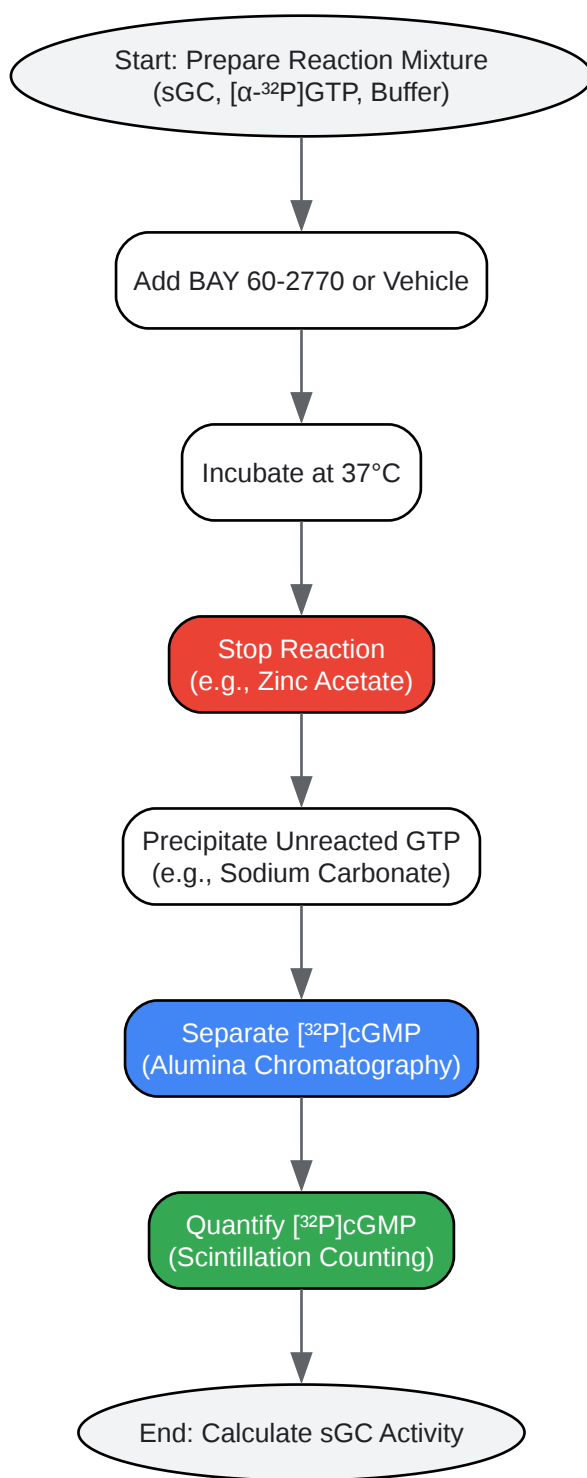 Start: Prepare Reaction Mixture
(sGC, [α-³²P]GTP, Buffer)
Add BAY 60-2770 or Vehicle
Incubate at 37°C
Stop Reaction
(e.g., Zinc Acetate)
Precipitate Unreacted GTP
(e.g., Sodium Carbonate)
Separate [³²P]cGMP
(Alumina Chromatography)
Quantify [³²P]cGMP
(Scintillation Counting)
End: Calculate sGC Activity